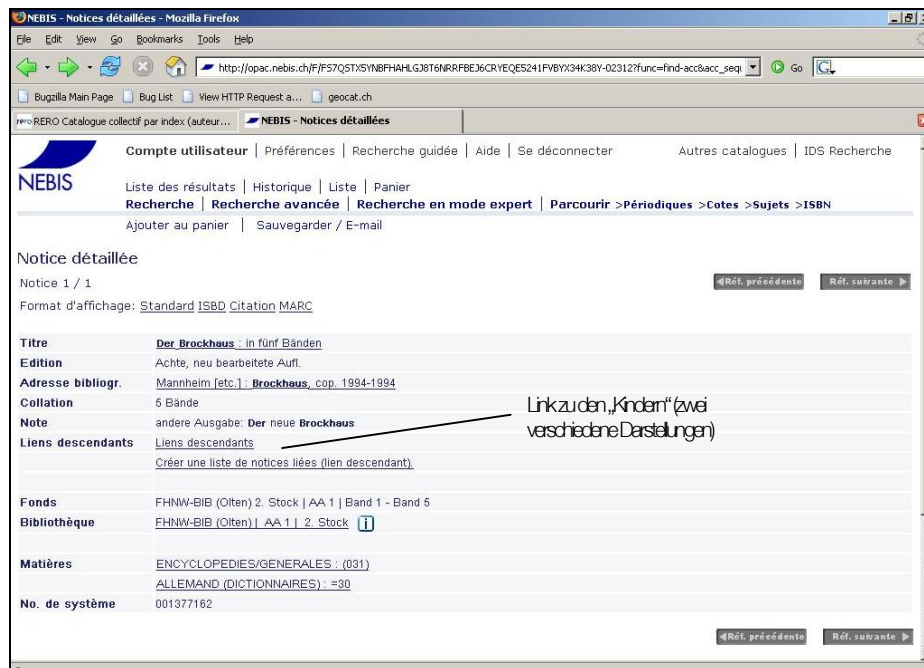 NEBIS - Notices détaillées - Mozilla Firefox
File Edit View Go Bookmarks Tools Help
http://opac.nebis.ch/F/FS7QSTX5YNBFHAHLGJ8T6NRRFBEJ6CRYEQE5241FVBYX34K38Y-02312?func=find-acc&acc_sequ Go G
Bugzilla Main Page Bug List View HTTP Request a... geocat.ch
rero RERO Catalogue collectif par index (auteur... NEBIS - Notices détaillées
Compte utilisateur | Préférences | Recherche guidée | Aide | Se déconnecter Autres catalogues | IDS Recherche
NEBIS
Liste des résultats | Historique | Liste | Panier
Recherche | Recherche avancée | Recherche en mode expert | Parcourir >Périodiques >Cotes >Sujets >ISBN
Ajouter au panier | Sauvegarder / E-mail
Notice détaillée
Notice 1 / 1 Réf. précédente Réf. suivante
Format d'affichage: Standard ISBD Citation MARC
Titre Der Brockhaus : in fünf Bänden
Edition Achte, neu bearbeitete Aufl.
Adresse bibliogr. Mannheim [etc.] : Brockhaus, cop. 1994-1994
Collation 5 Bände
Note andere Ausgabe: Der neue Brockhaus
Liens descendants Liens descendants
Créer une liste de notices liées (lien descendant).
Link zu den „Kindern“ (zwei
verschiedene Darstellungen)
Fonds FHNW-BIB (Olten) 2. Stock | AA 1 | Band 1 - Band 5
Bibliothèque FHNW-BIB (Olten) | AA 1 | 2. Stock i
Matières ENCYCLOPEDIES/GENERALES : (031)
ALLEMAND (DICTIONNAIRES) : =30
No. de système 001377162
Réf. précédente Réf. suivante